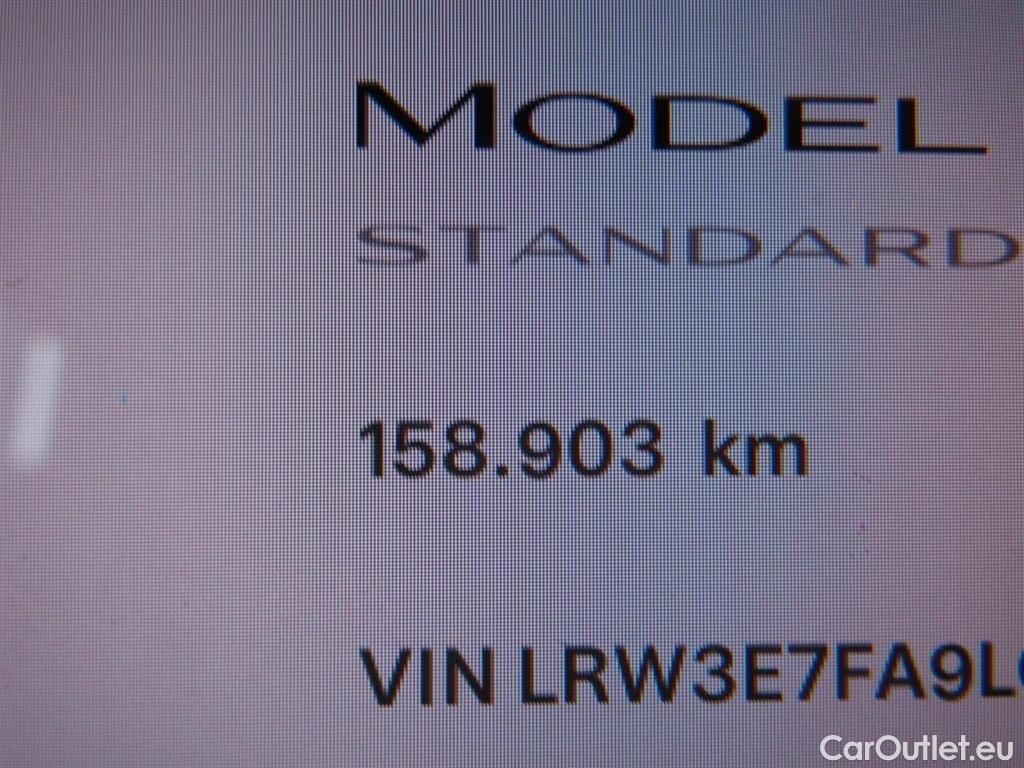 MODEL
STANDARD
158.903 km
VIN LRW3E7FA9L
CarOutlet.eu